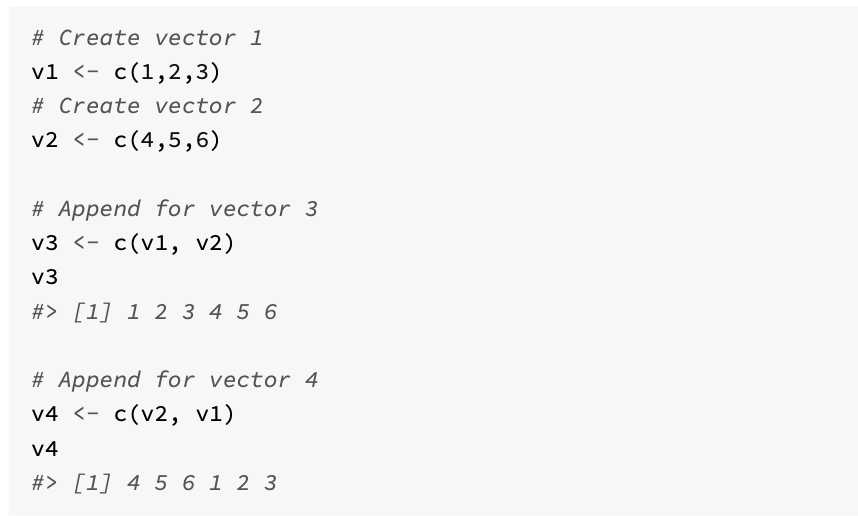 # Create vector 1
v1 <- c(1,2,3)
# Create vector 2
v2 <- c(4,5,6)
# Append for vector 3
v3 <- c(v1, v2)
v3
#> [1] 1 2 3 4 5 6
# Append for vector 4
v4 <- c(v2, v1)
v4
#> [1] 4 5 6 1 2 3